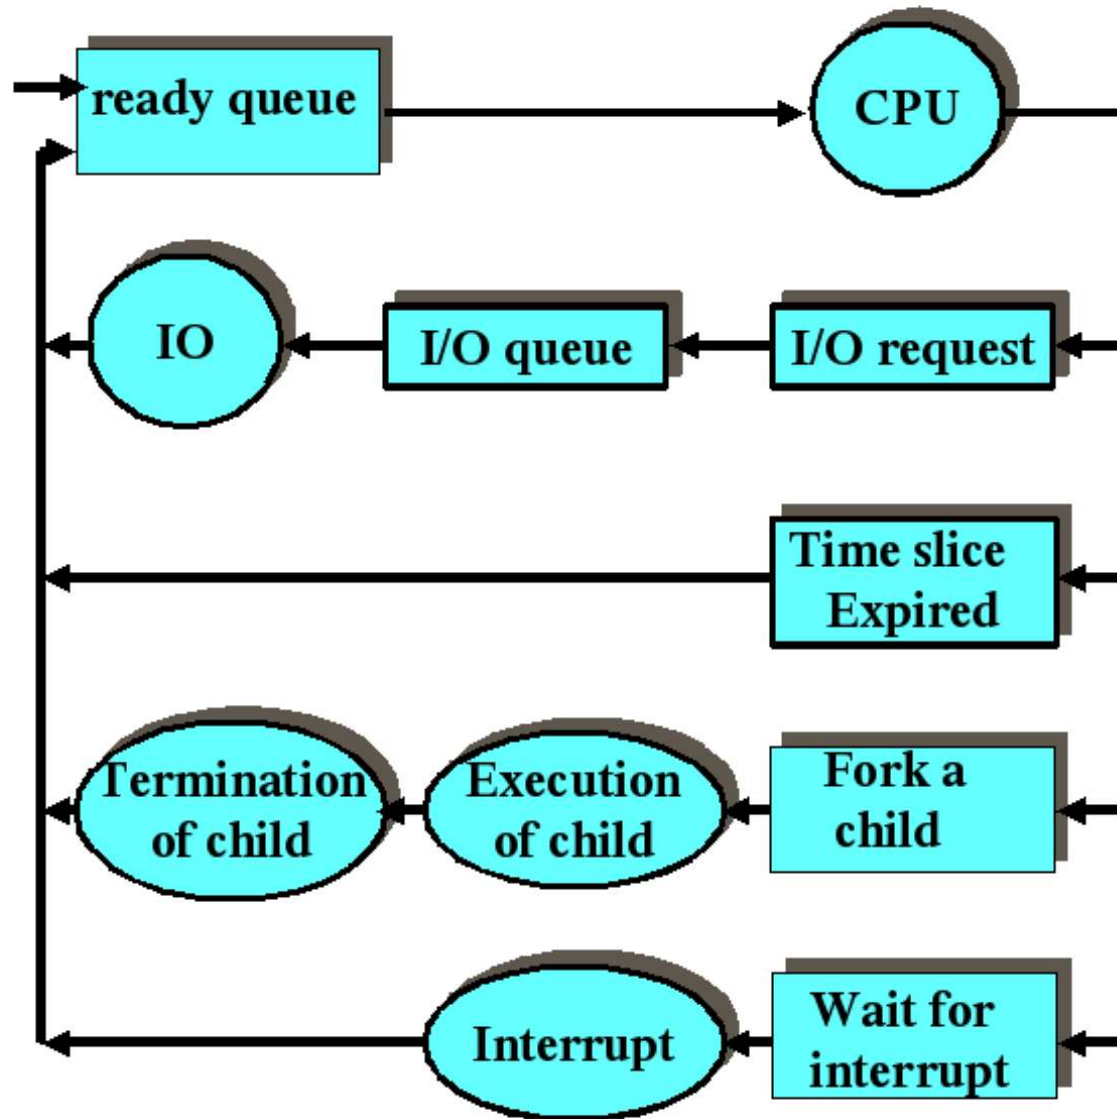 ready queue
CPU
IO
I/O queue
I/O request
Time slice
Expired
Termination
of child
Execution
of child
Fork a
child
Interrupt
Wait for
interrupt